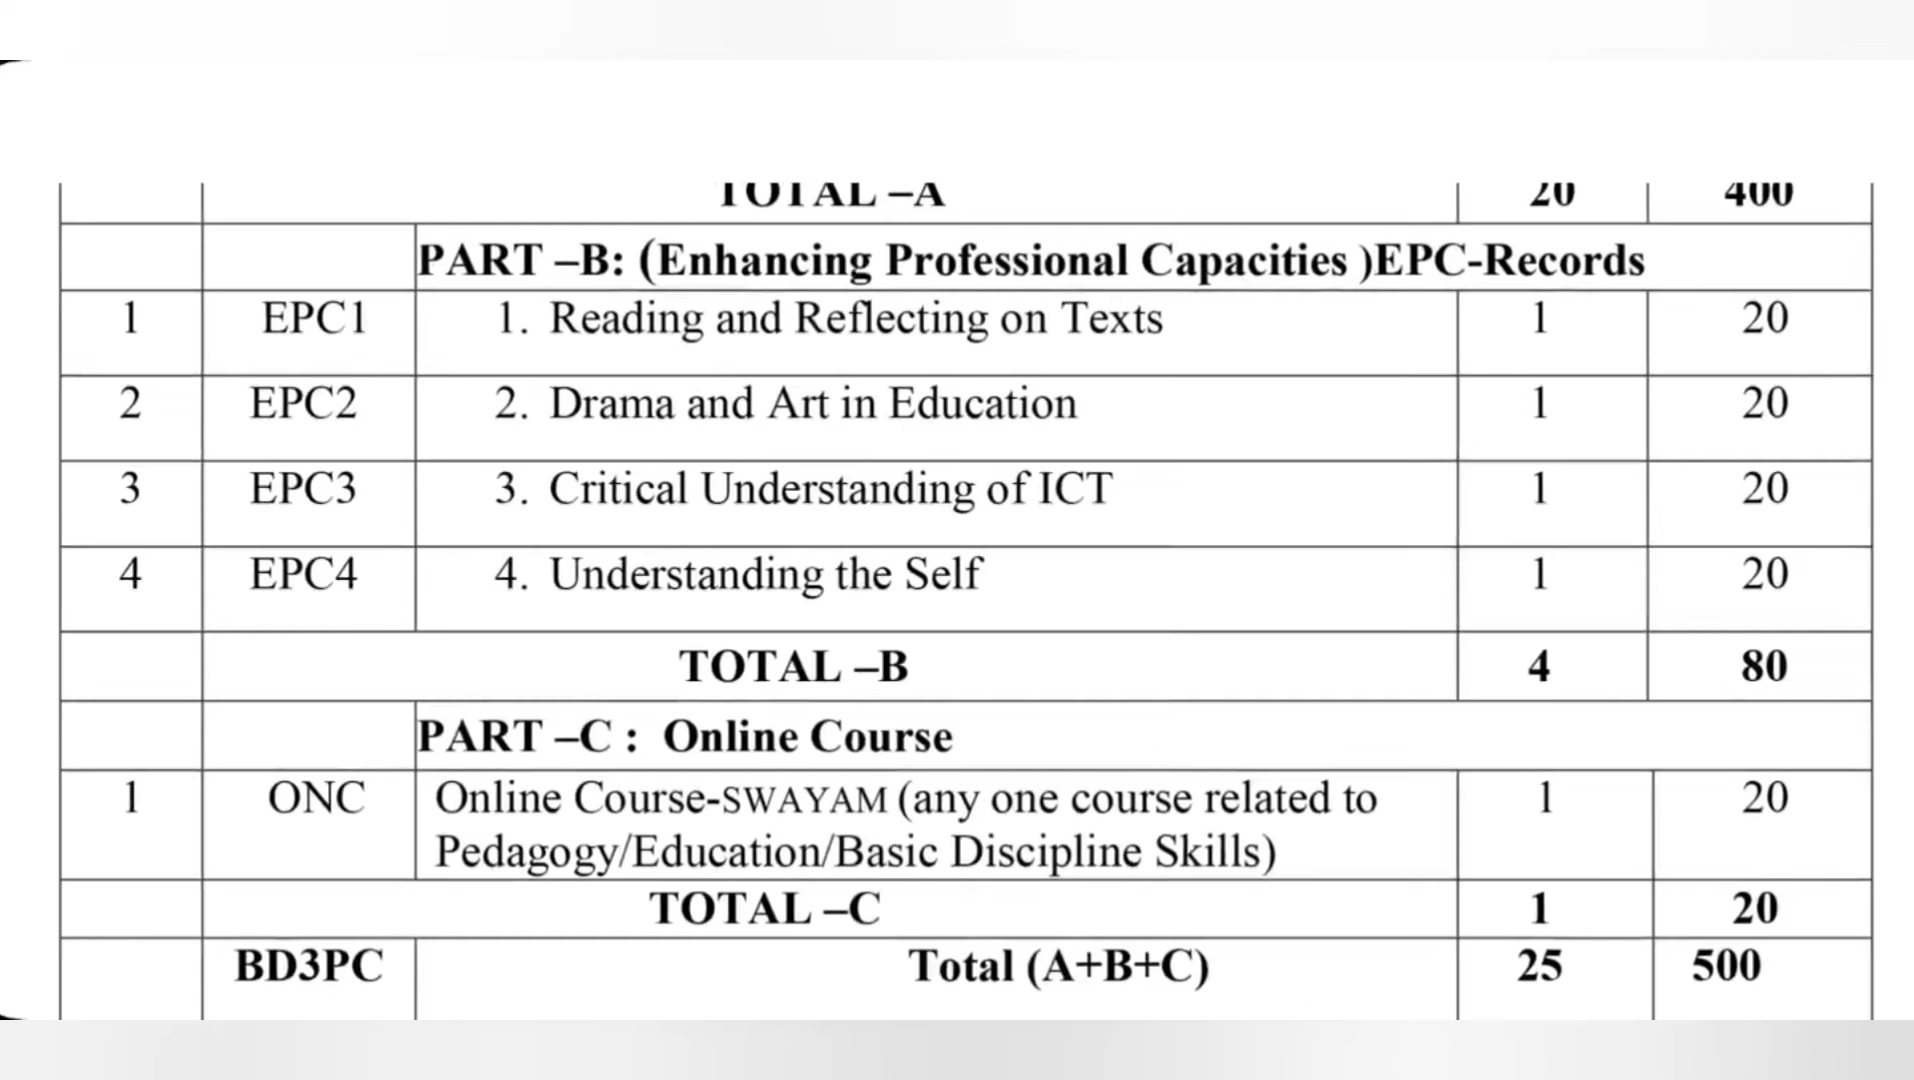 TOTAL –A 20 400
PART –B: (Enhancing Professional Capacities )EPC-Records
1 EPC1 1. Reading and Reflecting on Texts 1 20
2 EPC2 2. Drama and Art in Education 1 20
3 EPC3 3. Critical Understanding of ICT 1 20
4 EPC4 4. Understanding the Self 1 20
TOTAL –B 4 80
PART –C : Online Course
1 ONC Online Course-SWAYAM (any one course related to 1 20
Pedagogy/Education/Basic Discipline Skills)
TOTAL –C 1 20
BD3PC Total (A+B+C) 25 500